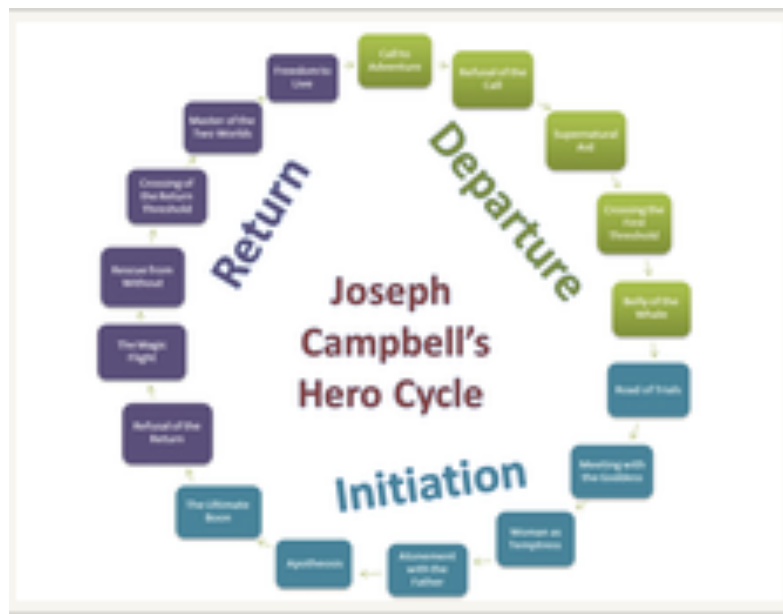 Joseph
Campbell's
Hero Cycle
Departure
Call to
Adventure
Refusal of the
Call
Supernatural
Aid
Crossing the
First
Threshold
Belly of the
Whale
Initiation
Road of Trials
Meeting with
the Goddess
Woman as
Temptress
Atonement
with the
Father
Apotheosis
The Ultimate
Boon
Return
Refusal of the
Return
The Magic
Flight
Rescue from
Without
Crossing of
the Return
Threshold
Master of the
Two Worlds
Freedom to
Live